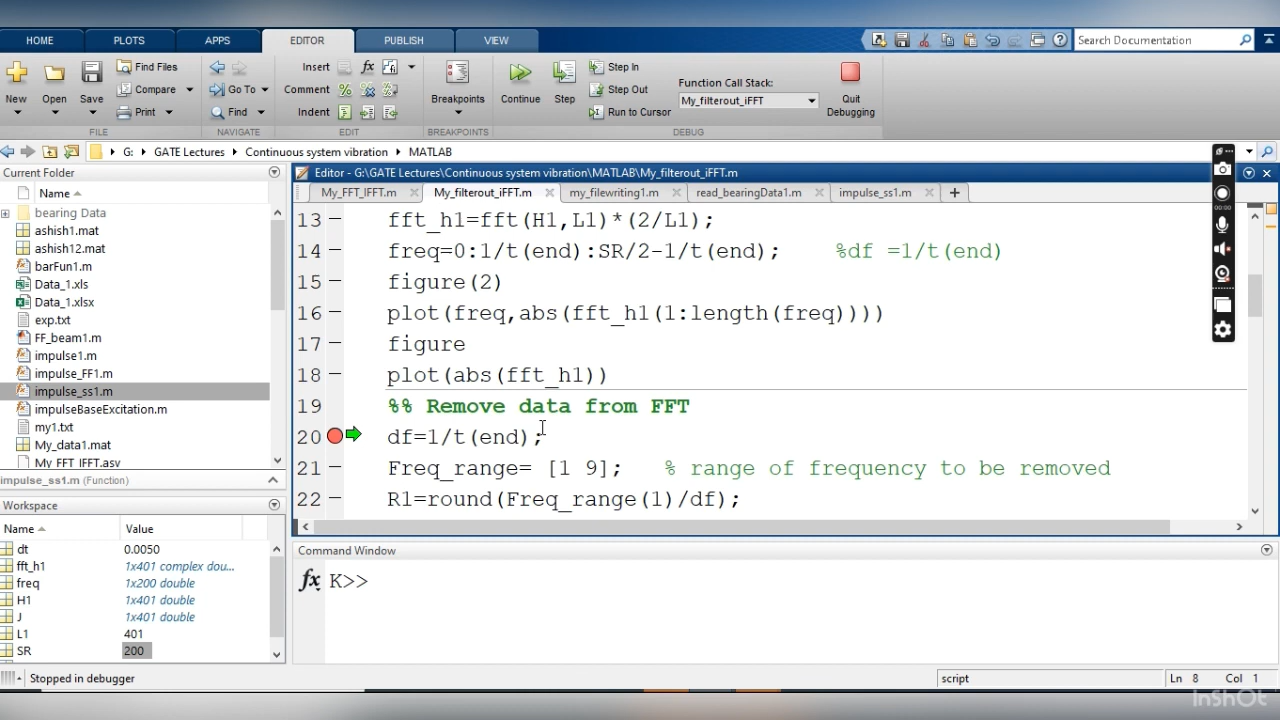 HOME PLOTS APPS EDITOR PUBLISH VIEW Search Documentation
Find Files Insert fx Step In
Compare Go To Comment % Step Out Function Call Stack:
New Open Save Print Find Indent Breakpoints Continue Step Run to Cursor My_filterout_iFFT Quit Debugging
FILE NAVIGATE EDIT BREAKPOINTS DEBUG
G: GATE Lectures Continuous system vibration MATLAB
Current Folder
Name
bearing Data
ashish1.mat
ashish12.mat
barFun1.m
Data_1.xls
Data_1.xlsx
exp.txt
FF_beam1.m
impulse1.m
impulse_FF1.m
impulse_ss1.m
impulseBaseExcitation.m
my1.txt
My_data1.mat
My_FFT_IFFT.asv
impulse_ss1.m (Function)
Workspace
Name Value
dt 0.0050
fft_h1 1x401 complex dou...
freq 1x200 double
H1 1x401 double
J 1x401 double
L1 401
SR 200
Editor - G:\GATE Lectures\Continuous system vibration\MATLAB\My_filterout_iFFT.m
My_FFT_IFFT.m My_filterout_iFFT.m my_filewriting1.m read_bearingData1.m impulse_ss1.m
00:00
13 fft_h1=fft(H1,L1)*(2/L1);
14 freq=0:1/t(end):SR/2-1/t(end); %df =1/t(end)
15 figure(2)
16 plot(freq,abs(fft_h1(1:length(freq))))
17 figure
18 plot(abs(fft_h1))
19 %% Remove data from FFT
20 df=1/t(end);
21 Freq_range= [1 9]; % range of frequency to be removed
22 R1=round(Freq_range(1)/df);
Command Window
fx K>>
Stopped in debugger script Ln 8 Col 1
InShOt